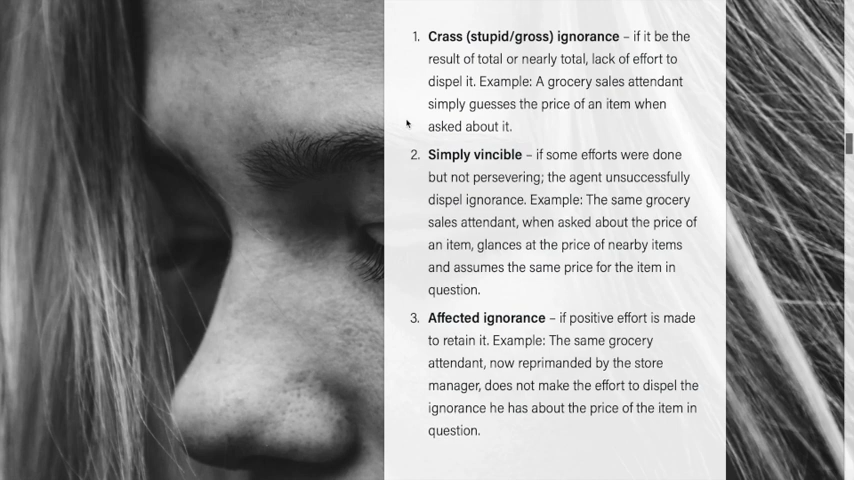 1. Crass (stupid/gross) ignorance – if it be the
result of total or nearly total, lack of effort to
dispel it. Example: A grocery sales attendant
simply guesses the price of an item when
asked about it.
2. Simply vincible – if some efforts were done
but not persevering; the agent unsuccessfully
dispel ignorance. Example: The same grocery
sales attendant, when asked about the price of
an item, glances at the price of nearby items
and assumes the same price for the item in
question.
3. Affected ignorance – if positive effort is made
to retain it. Example: The same grocery
attendant, now reprimanded by the store
manager, does not make the effort to dispel the
ignorance he has about the price of the item in
question.